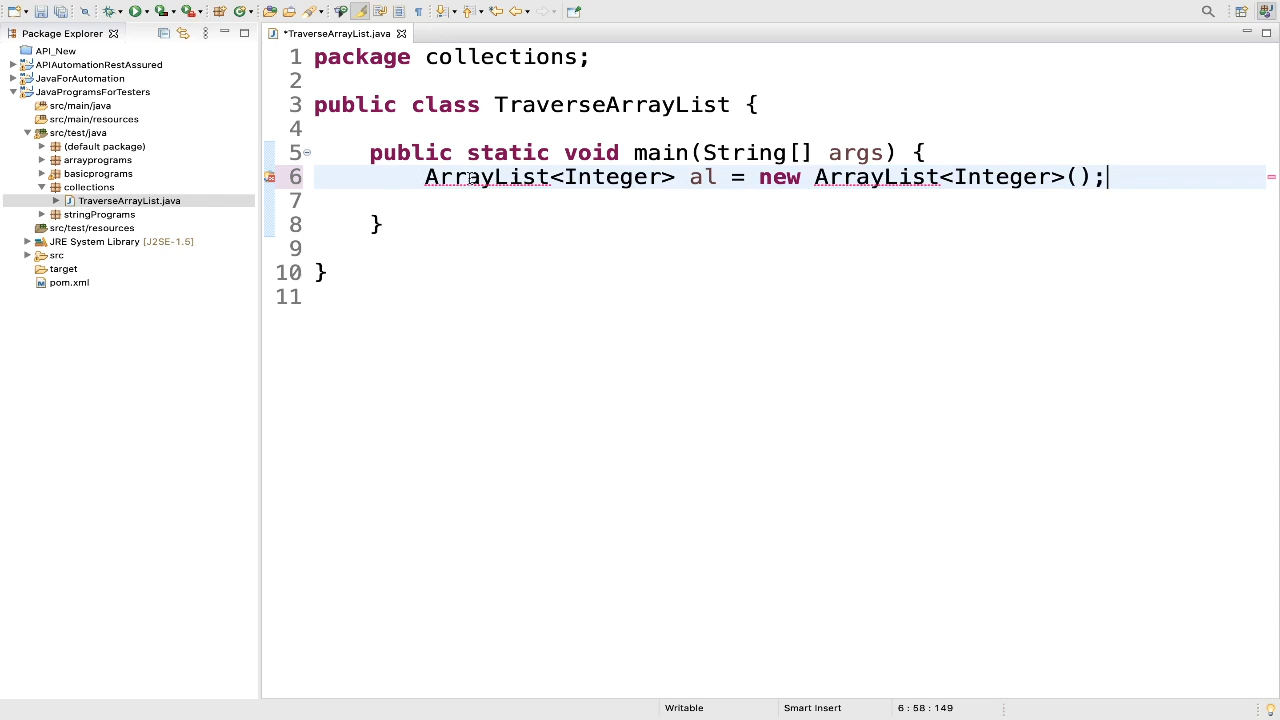 Package Explorer
API_New
APIAutomationRestAssured
JavaForAutomation
JavaProgramsForTesters
src/main/java
src/main/resources
src/test/java
(default package)
arrayprograms
basicprograms
collections
TraverseArrayList.java
stringPrograms
src/test/resources
JRE System Library [J2SE-1.5]
src
target
pom.xml
*TraverseArrayList.java
1 package collections;
2
3 public class TraverseArrayList {
4
5 public static void main(String[] args) {
6 ArrayList<Integer> al = new ArrayList<Integer>();
7
8 }
9
10 }
11
Writable Smart Insert 6 : 58 : 149